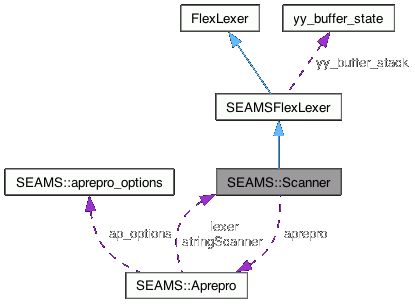 FlexLexer
yy_buffer_state
yy_buffer_stack
SEAMSFlexLexer
SEAMS::aprepro_options
SEAMS::Scanner
ap_options
lexer
stringScanner
aprepro
SEAMS::Aprepro